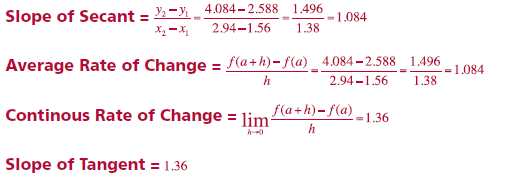 Slope of Secant = y₂−y₁ / x₂−x₁ = 4.084−2.588 / 2.94−1.56 = 1.496 / 1.38 =1.084
Average Rate of Change = f(a+h)−f(a) / h = 4.084−2.588 / 2.94−1.56 = 1.496 / 1.38 =1.084
Continous Rate of Change = lim h→0 f(a+h)−f(a) / h =1.36
Slope of Tangent = 1.36